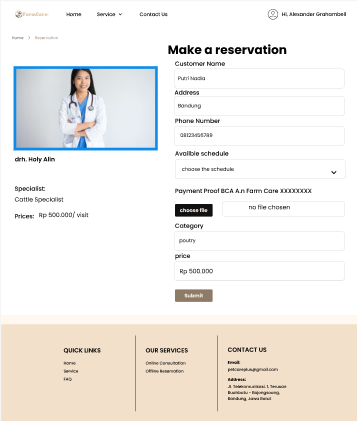 FarmCare
Home
Service
Contact Us
Hi, Alexander Grahambell
Home > Reservation
Make a reservation
Customer Name
Putri Nadia
Address
Bandung
Phone Number
08123456789
Availble schedule
choose the schedule
Payment Proof BCA A.n Farm Care XXXXXXXX
choose file
no file chosen
Category
poutry
price
Rp 500.000
Submit
drh. Holy Alin
Specialist:
Cattle Specialist
Prices: Rp 500.000/ visit
QUICK LINKS
Home
Service
FAQ
OUR SERVICES
Online Consultation
Offline Reservation
CONTACT US
Email:
petcareplus@gmail.com
Address:
Jl. Telekomunikasi. 1, Terusan
Buahbatu - Bojongsoang,
Bandung, Jawa Barat